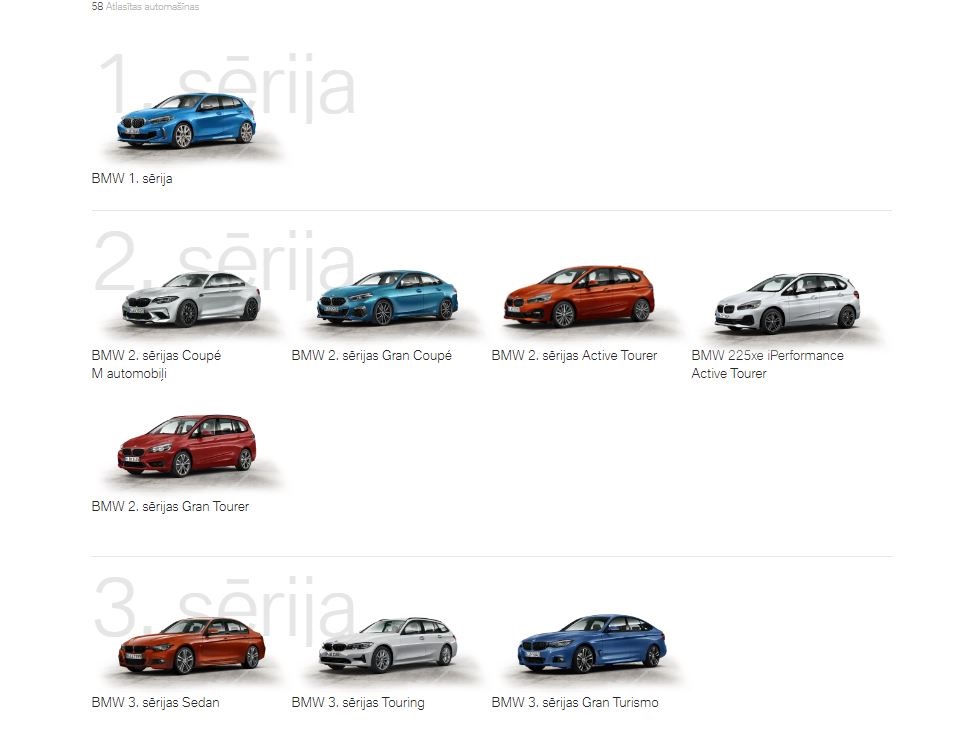 58 Atlasītas automašīnas
1. sērija
BMW 1. sērija
2. sērija
BMW 2. sērijas Coupé
M automobiļi
BMW 2. sērijas Gran Coupé
BMW 2. sērijas Active Tourer
BMW 225xe iPerformance
Active Tourer
BMW 2. sērijas Gran Tourer
3. sērija
BMW 3. sērijas Sedan
BMW 3. sērijas Touring
BMW 3. sērijas Gran Turismo